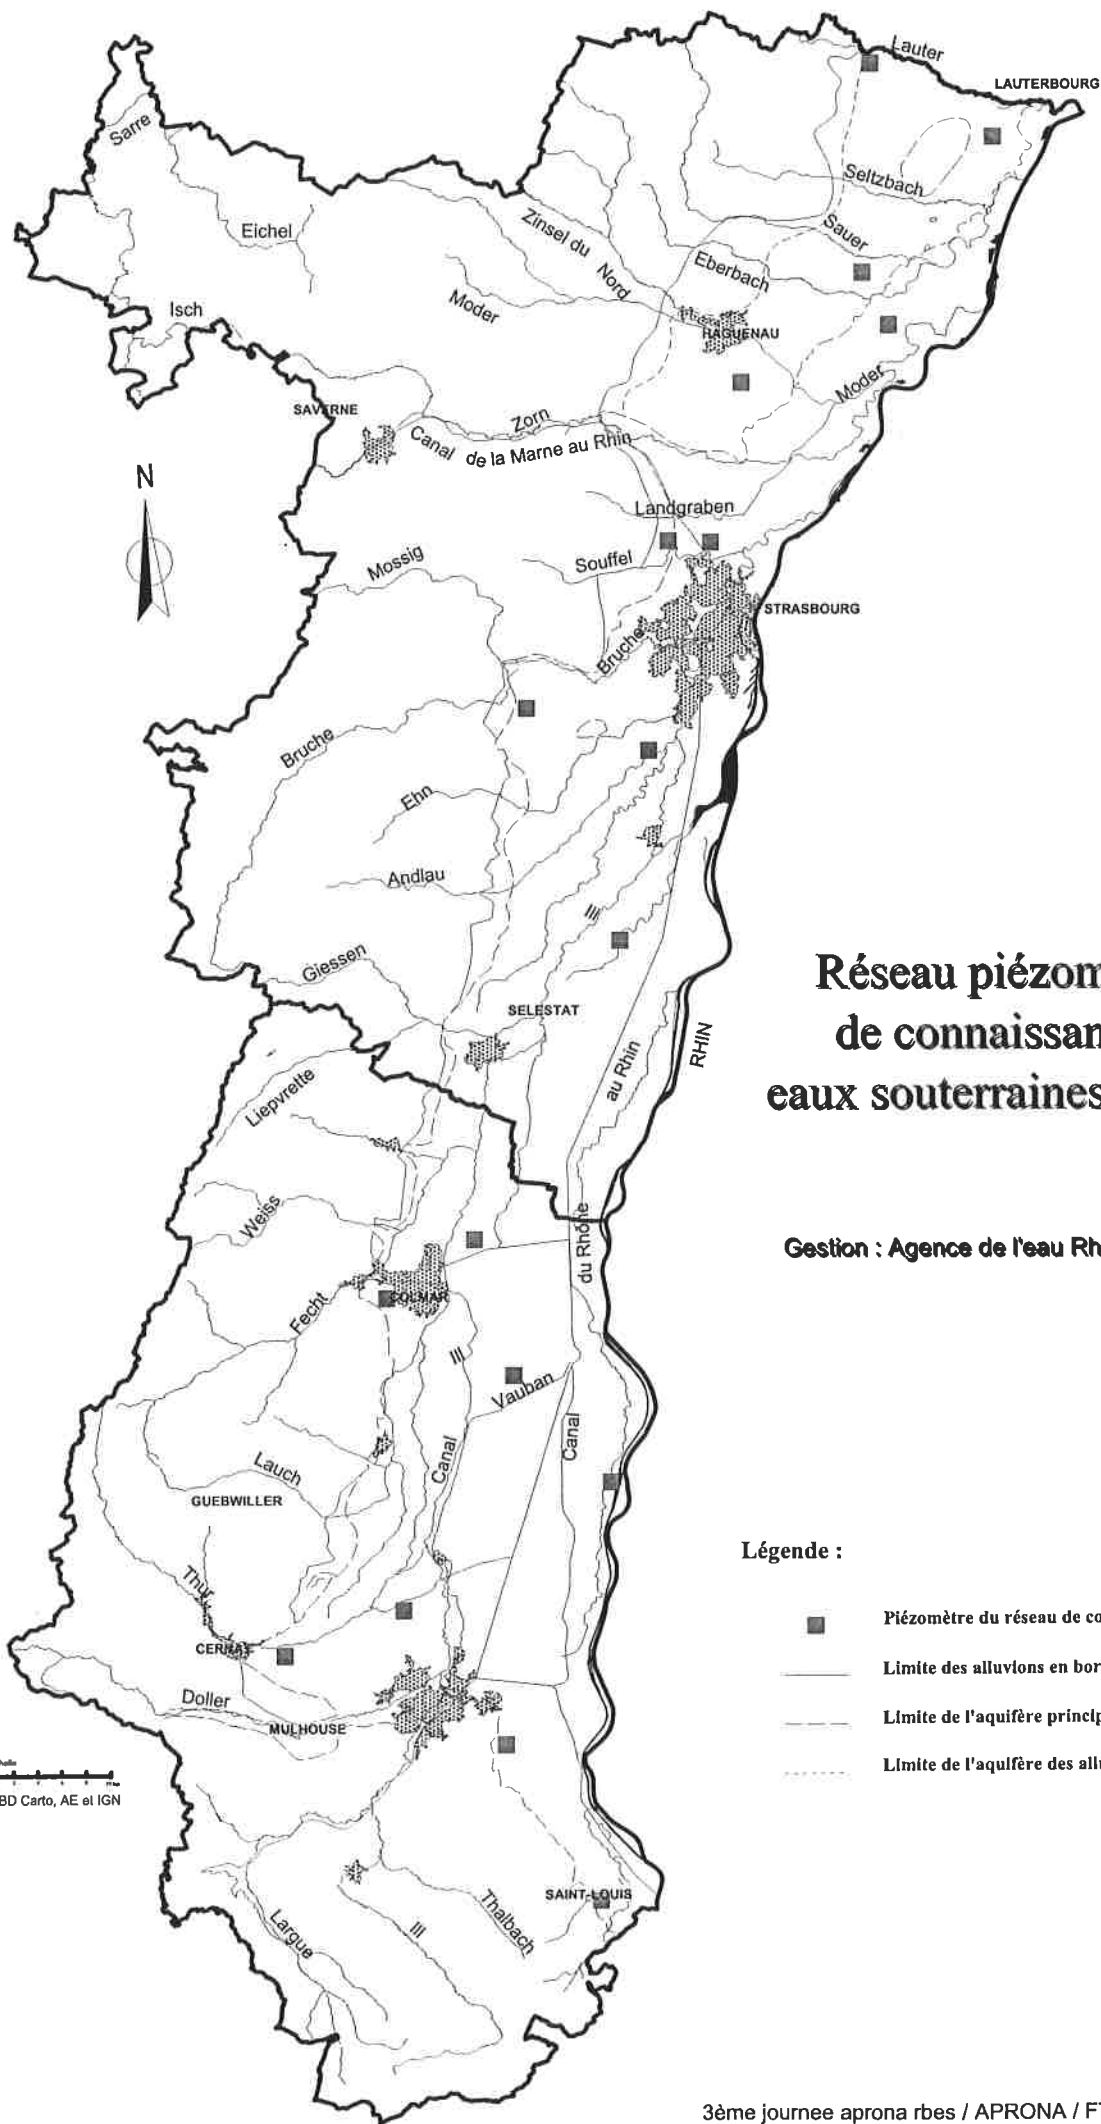 Lauter
LAUTERBOURG
Sarre
Seltzbach
Eichel
Zinsel du Nord
Sauer
Eberbach
Moder
Isch
HAGUENAU
Moder
SAVERNE
Zorn
Canal de la Marne au Rhin
N
Landgraben
Mossig
Souffel
STRASBOURG
Bruche
Bruche
Ehn
Andlau
Ill
Giessen
SELESTAT
Réseau piézom
de connaissan
eaux souterraines
au Rhin
RHIN
Liepvrette
Weiss
du Rhône
Gestion : Agence de l'eau Rh
COLMAR
Fecht
Ill
Vauban
Canal
Canal
Lauch
GUEBWILLER
Légende :
Thur
Piézomètre du réseau de co
CERNAY
Limite des alluvions en bor
Doller
MULHOUSE
Limite de l'aquifère princip
Limite de l'aquifère des allu
BD Carto, AE et IGN
SAINT-LOUIS
Thalbach
Largue
Ill
3ème journee aprona rbes / APRONA / FT